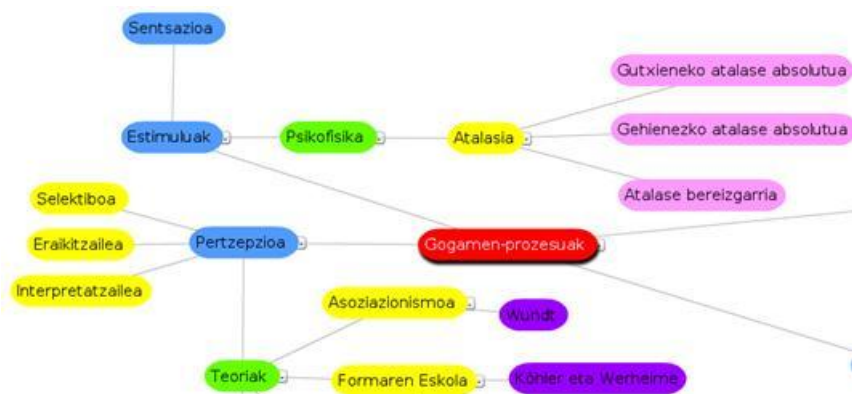 Sentsazioa
Gutxieneko atalase absolutua
Estimuluak
Psikofisika
Atalasia
Gehienezko atalase absolutua
Selektiboa
Atalase bereizgarria
Eraikitzailea
Pertzepzioa
Gogamen-prozesuak
Interpretatzailea
Asoziazionismoa
Wundt
Teoriak
Formaren Eskola
Köhler eta Werheime